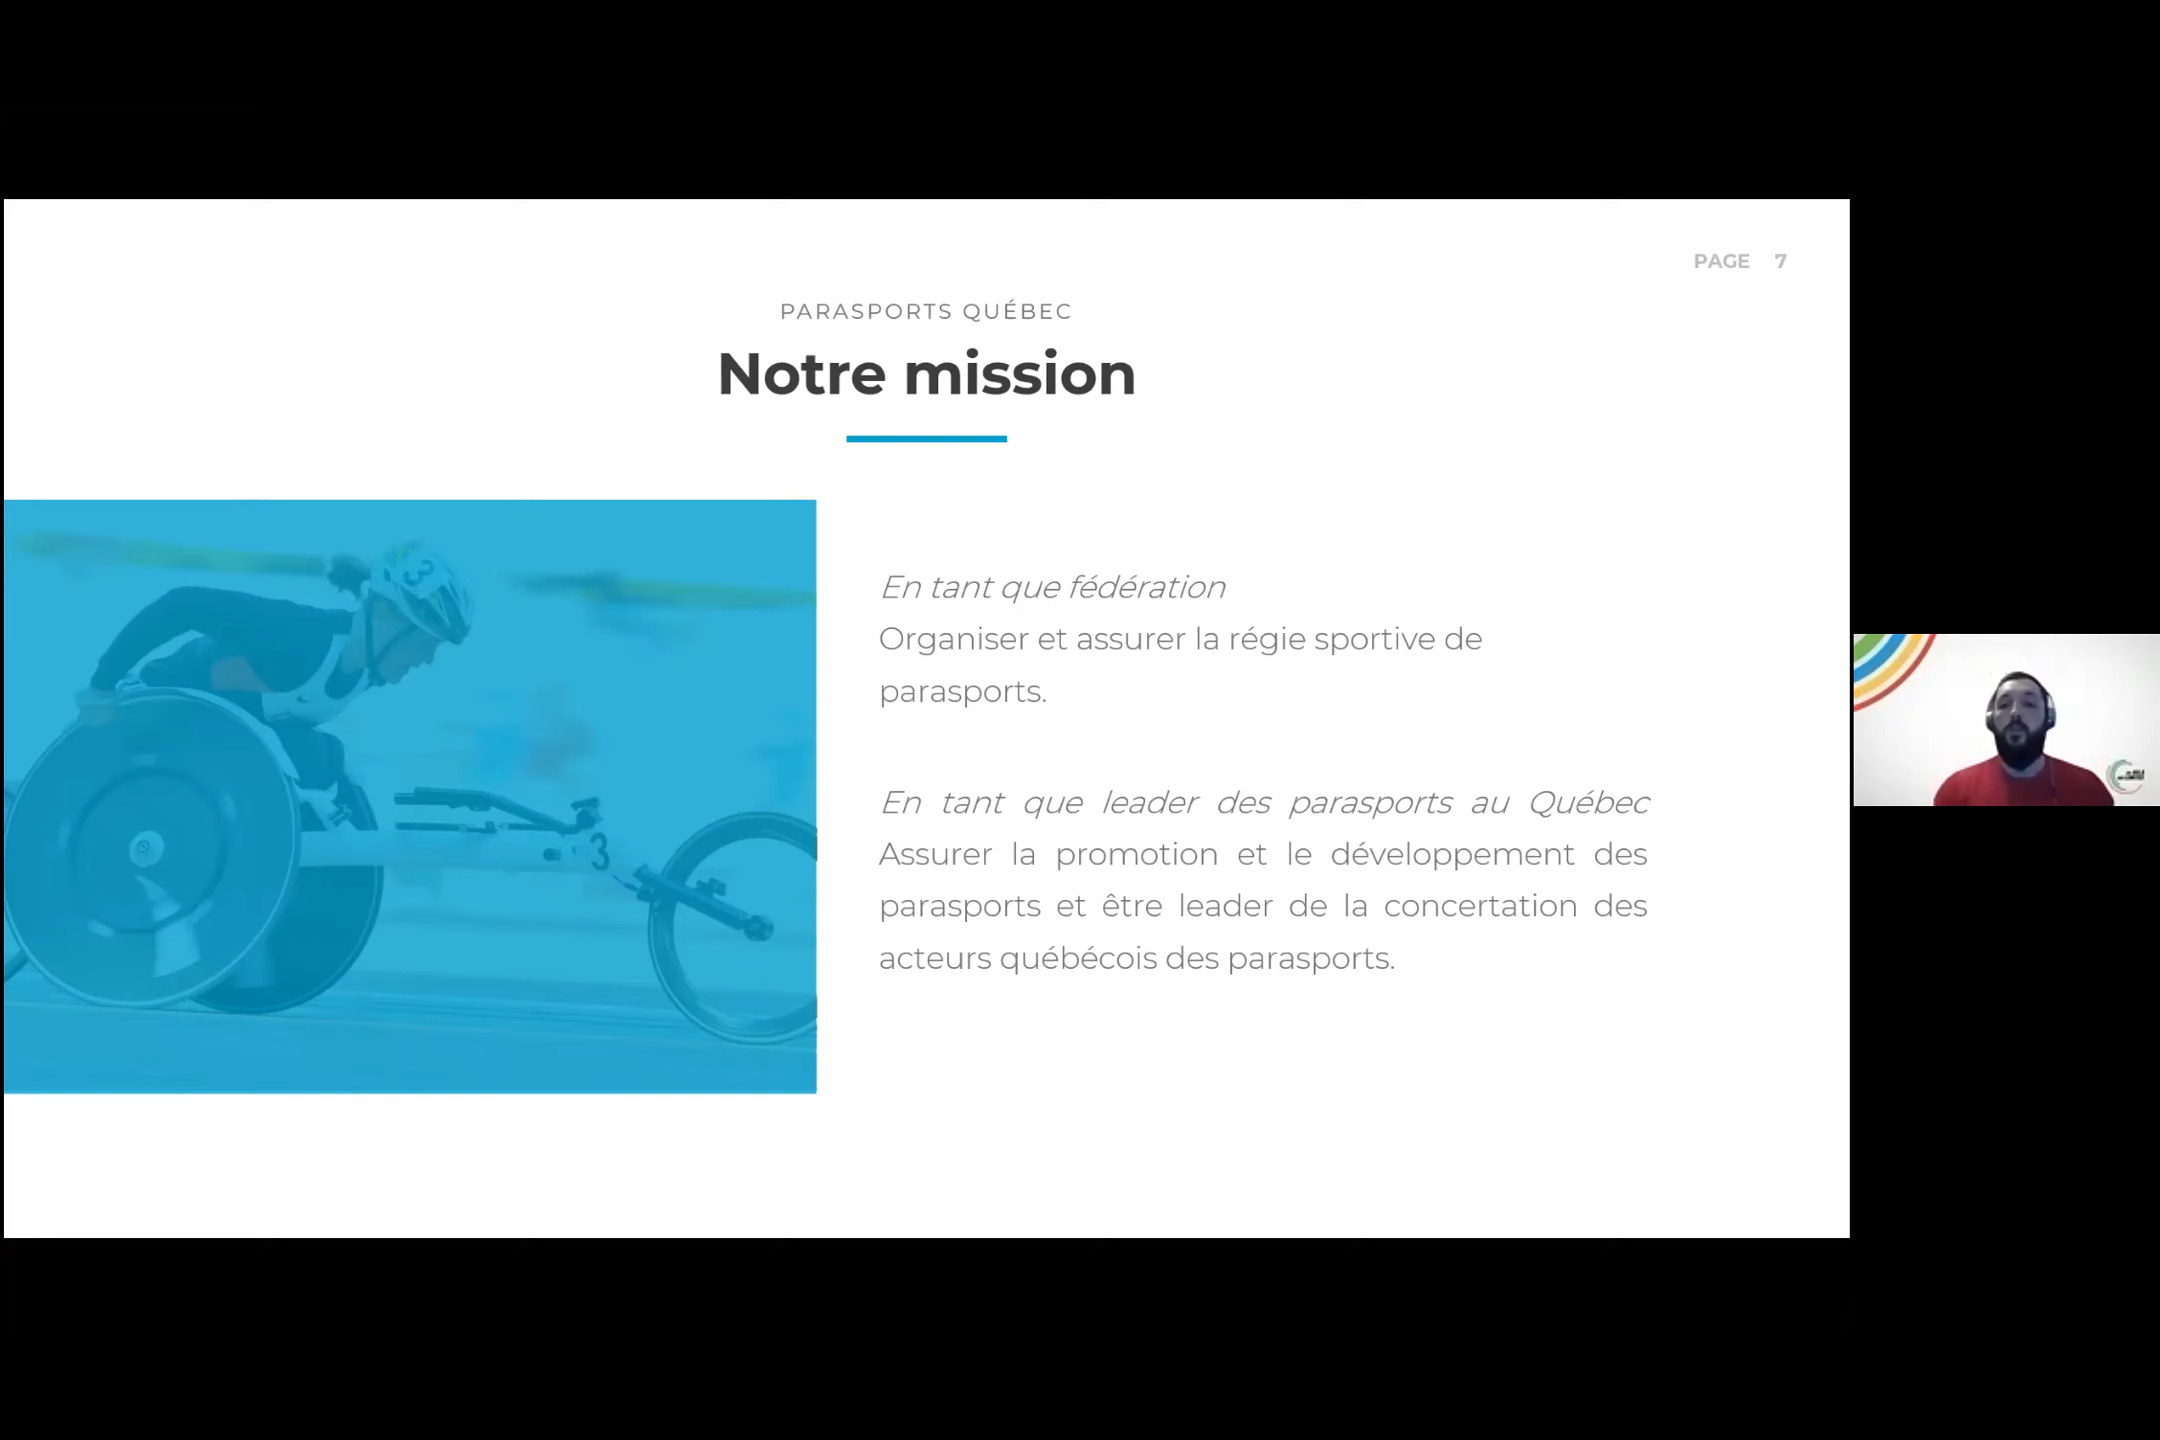 PAGE 7
PARASPORTS QUÉBEC
Notre mission
3
3
En tant que fédération
Organiser et assurer la régie sportive de
parasports.
En tant que leader des parasports au Québec
Assurer la promotion et le développement des
parasports et être leader de la concertation des
acteurs québécois des parasports.